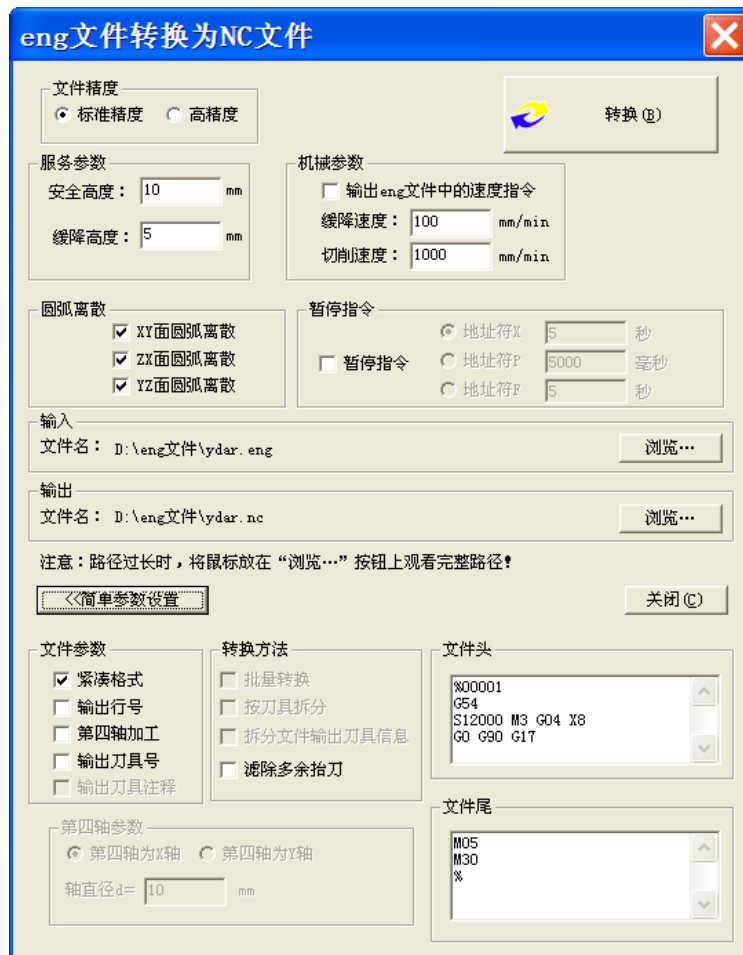 eng文件转换为NC文件
文件精度
标准精度 高精度
转换(B)
服务参数
安全高度： 10 mm
缓降高度： 5 mm
机械参数
输出eng文件中的速度指令
缓降速度： 100 mm/min
切削速度： 1000 mm/min
圆弧离散
XY面圆弧离散
ZX面圆弧离散
YZ面圆弧离散
暂停指令
暂停指令
地址符X 5 秒
地址符P 5000 毫秒
地址符F 5 秒
输入
文件名： D:\eng文件\ydar.eng 浏览…
输出
文件名： D:\eng文件\ydar.nc 浏览…
注意：路径过长时，将鼠标放在“浏览…”按钮上观看完整路径！
<<简单参数设置 关闭(C)
文件参数
紧凑格式
输出行号
第四轴加工
输出刀具号
输出刀具注释
转换方法
批量转换
按刀具拆分
拆分文件输出刀具信息
滤除多余抬刀
文件头
%00001
G54
S12000 M3 G04 X8
G0 G90 G17
第四轴参数
第四轴为X轴 第四轴为Y轴
轴直径d= 10 mm
文件尾
M05
M30
%